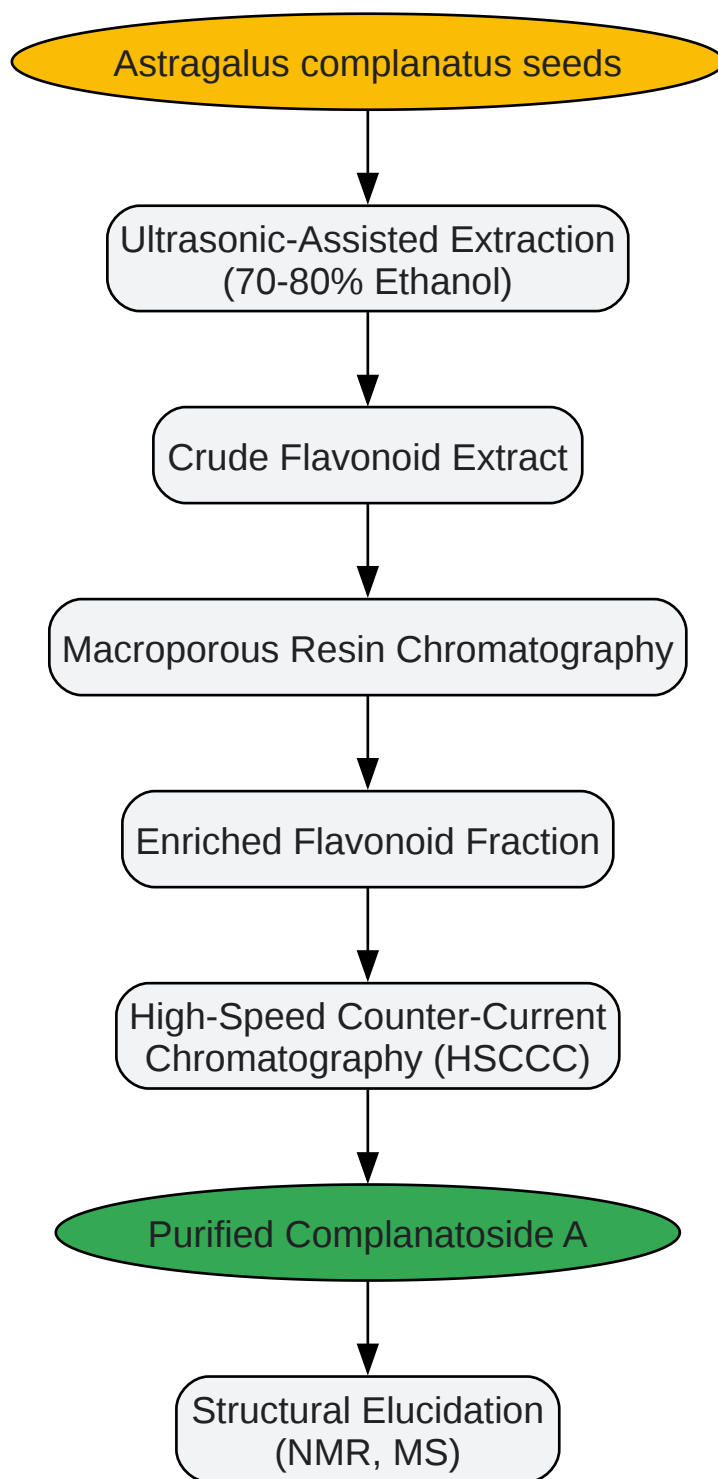 Astragalus complanatus seeds
Ultrasonic-Assisted Extraction
(70-80% Ethanol)
Crude Flavonoid Extract
Macroporous Resin Chromatography
Enriched Flavonoid Fraction
High-Speed Counter-Current
Chromatography (HSCCC)
Purified Complanatoside A
Structural Elucidation
(NMR, MS)